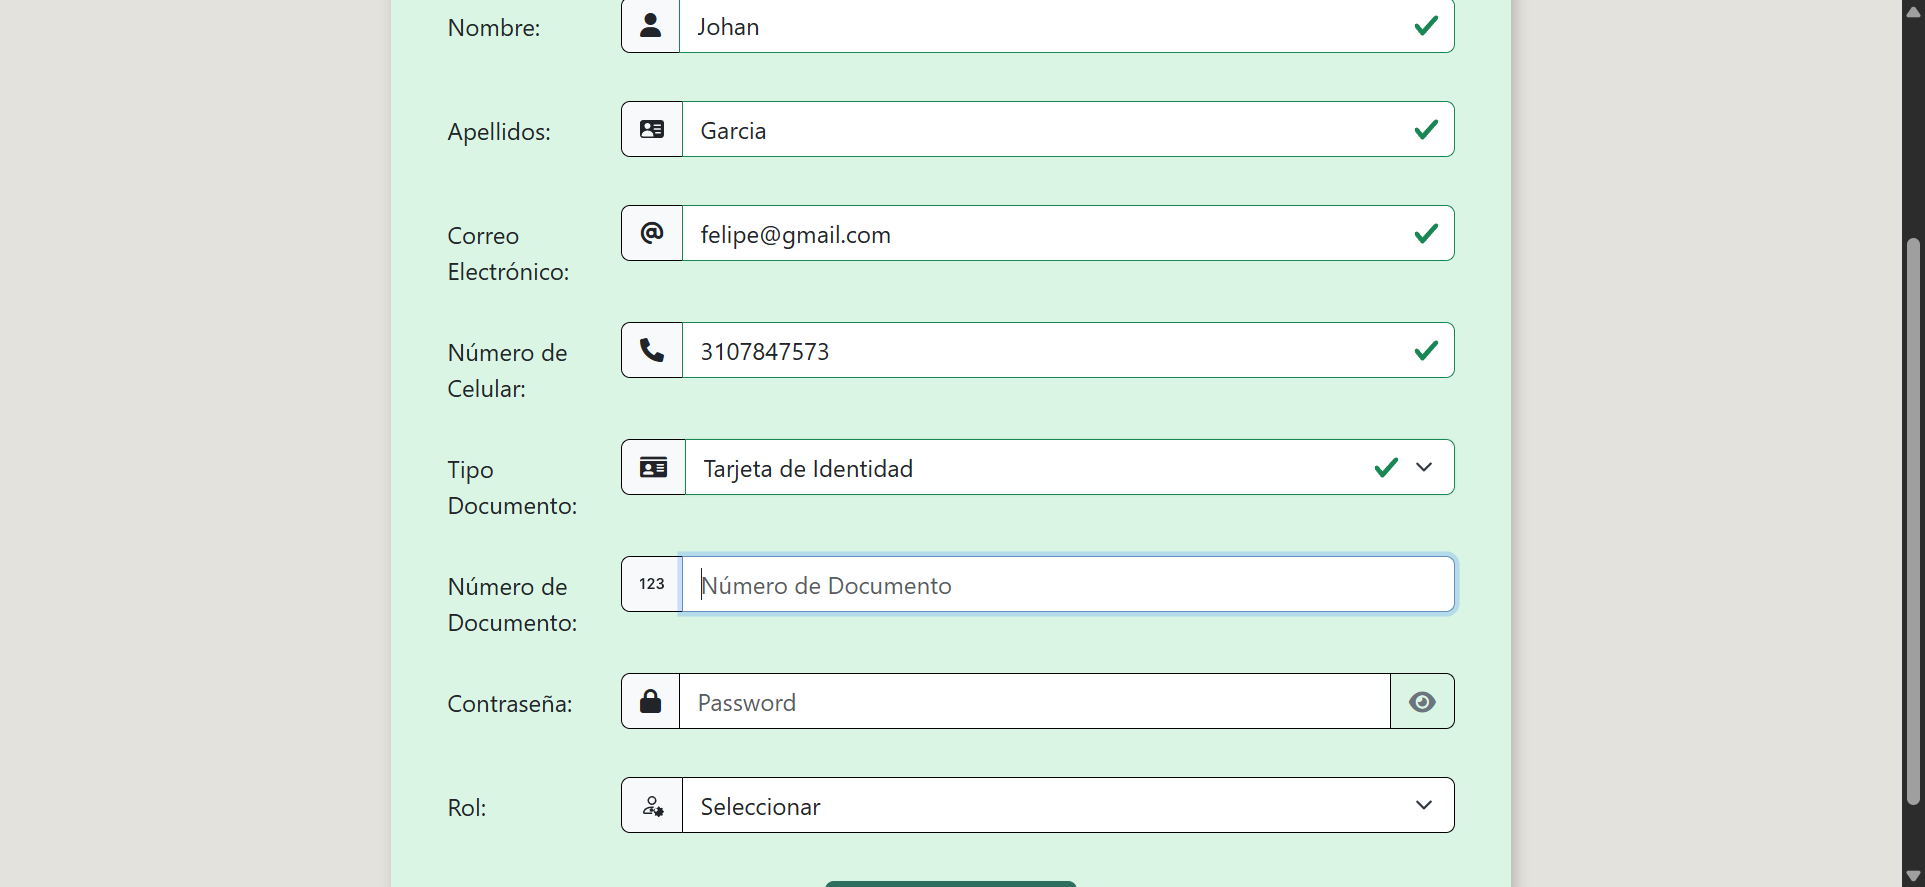 Nombre:
Johan
Apellidos:
Garcia
Correo
Electrónico:
felipe@gmail.com
Número de
Celular:
3107847573
Tipo
Documento:
Tarjeta de Identidad
Número de
Documento:
123
Número de Documento
Contraseña:
Password
Rol:
Seleccionar